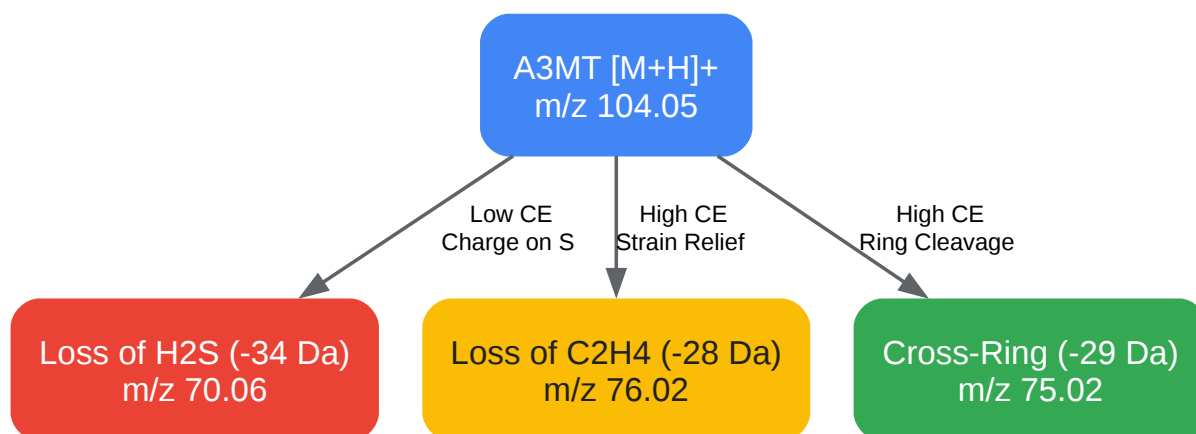 A3MT [M+H]+
m/z 104.05
Low CE
Charge on S
High CE
Strain Relief
High CE
Ring Cleavage
Loss of H2S (-34 Da)
m/z 70.06
Loss of C2H4 (-28 Da)
m/z 76.02
Cross-Ring (-29 Da)
m/z 75.02